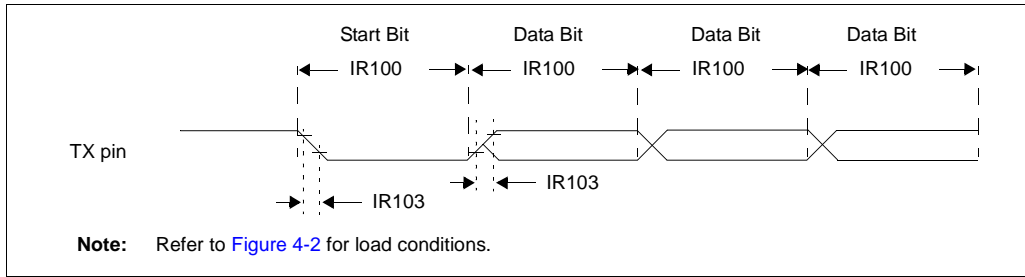 Start Bit Data Bit Data Bit Data Bit
IR100 IR100 IR100 IR100
TX pin
IR103
IR103
Note: Refer to Figure 4-2 for load conditions.